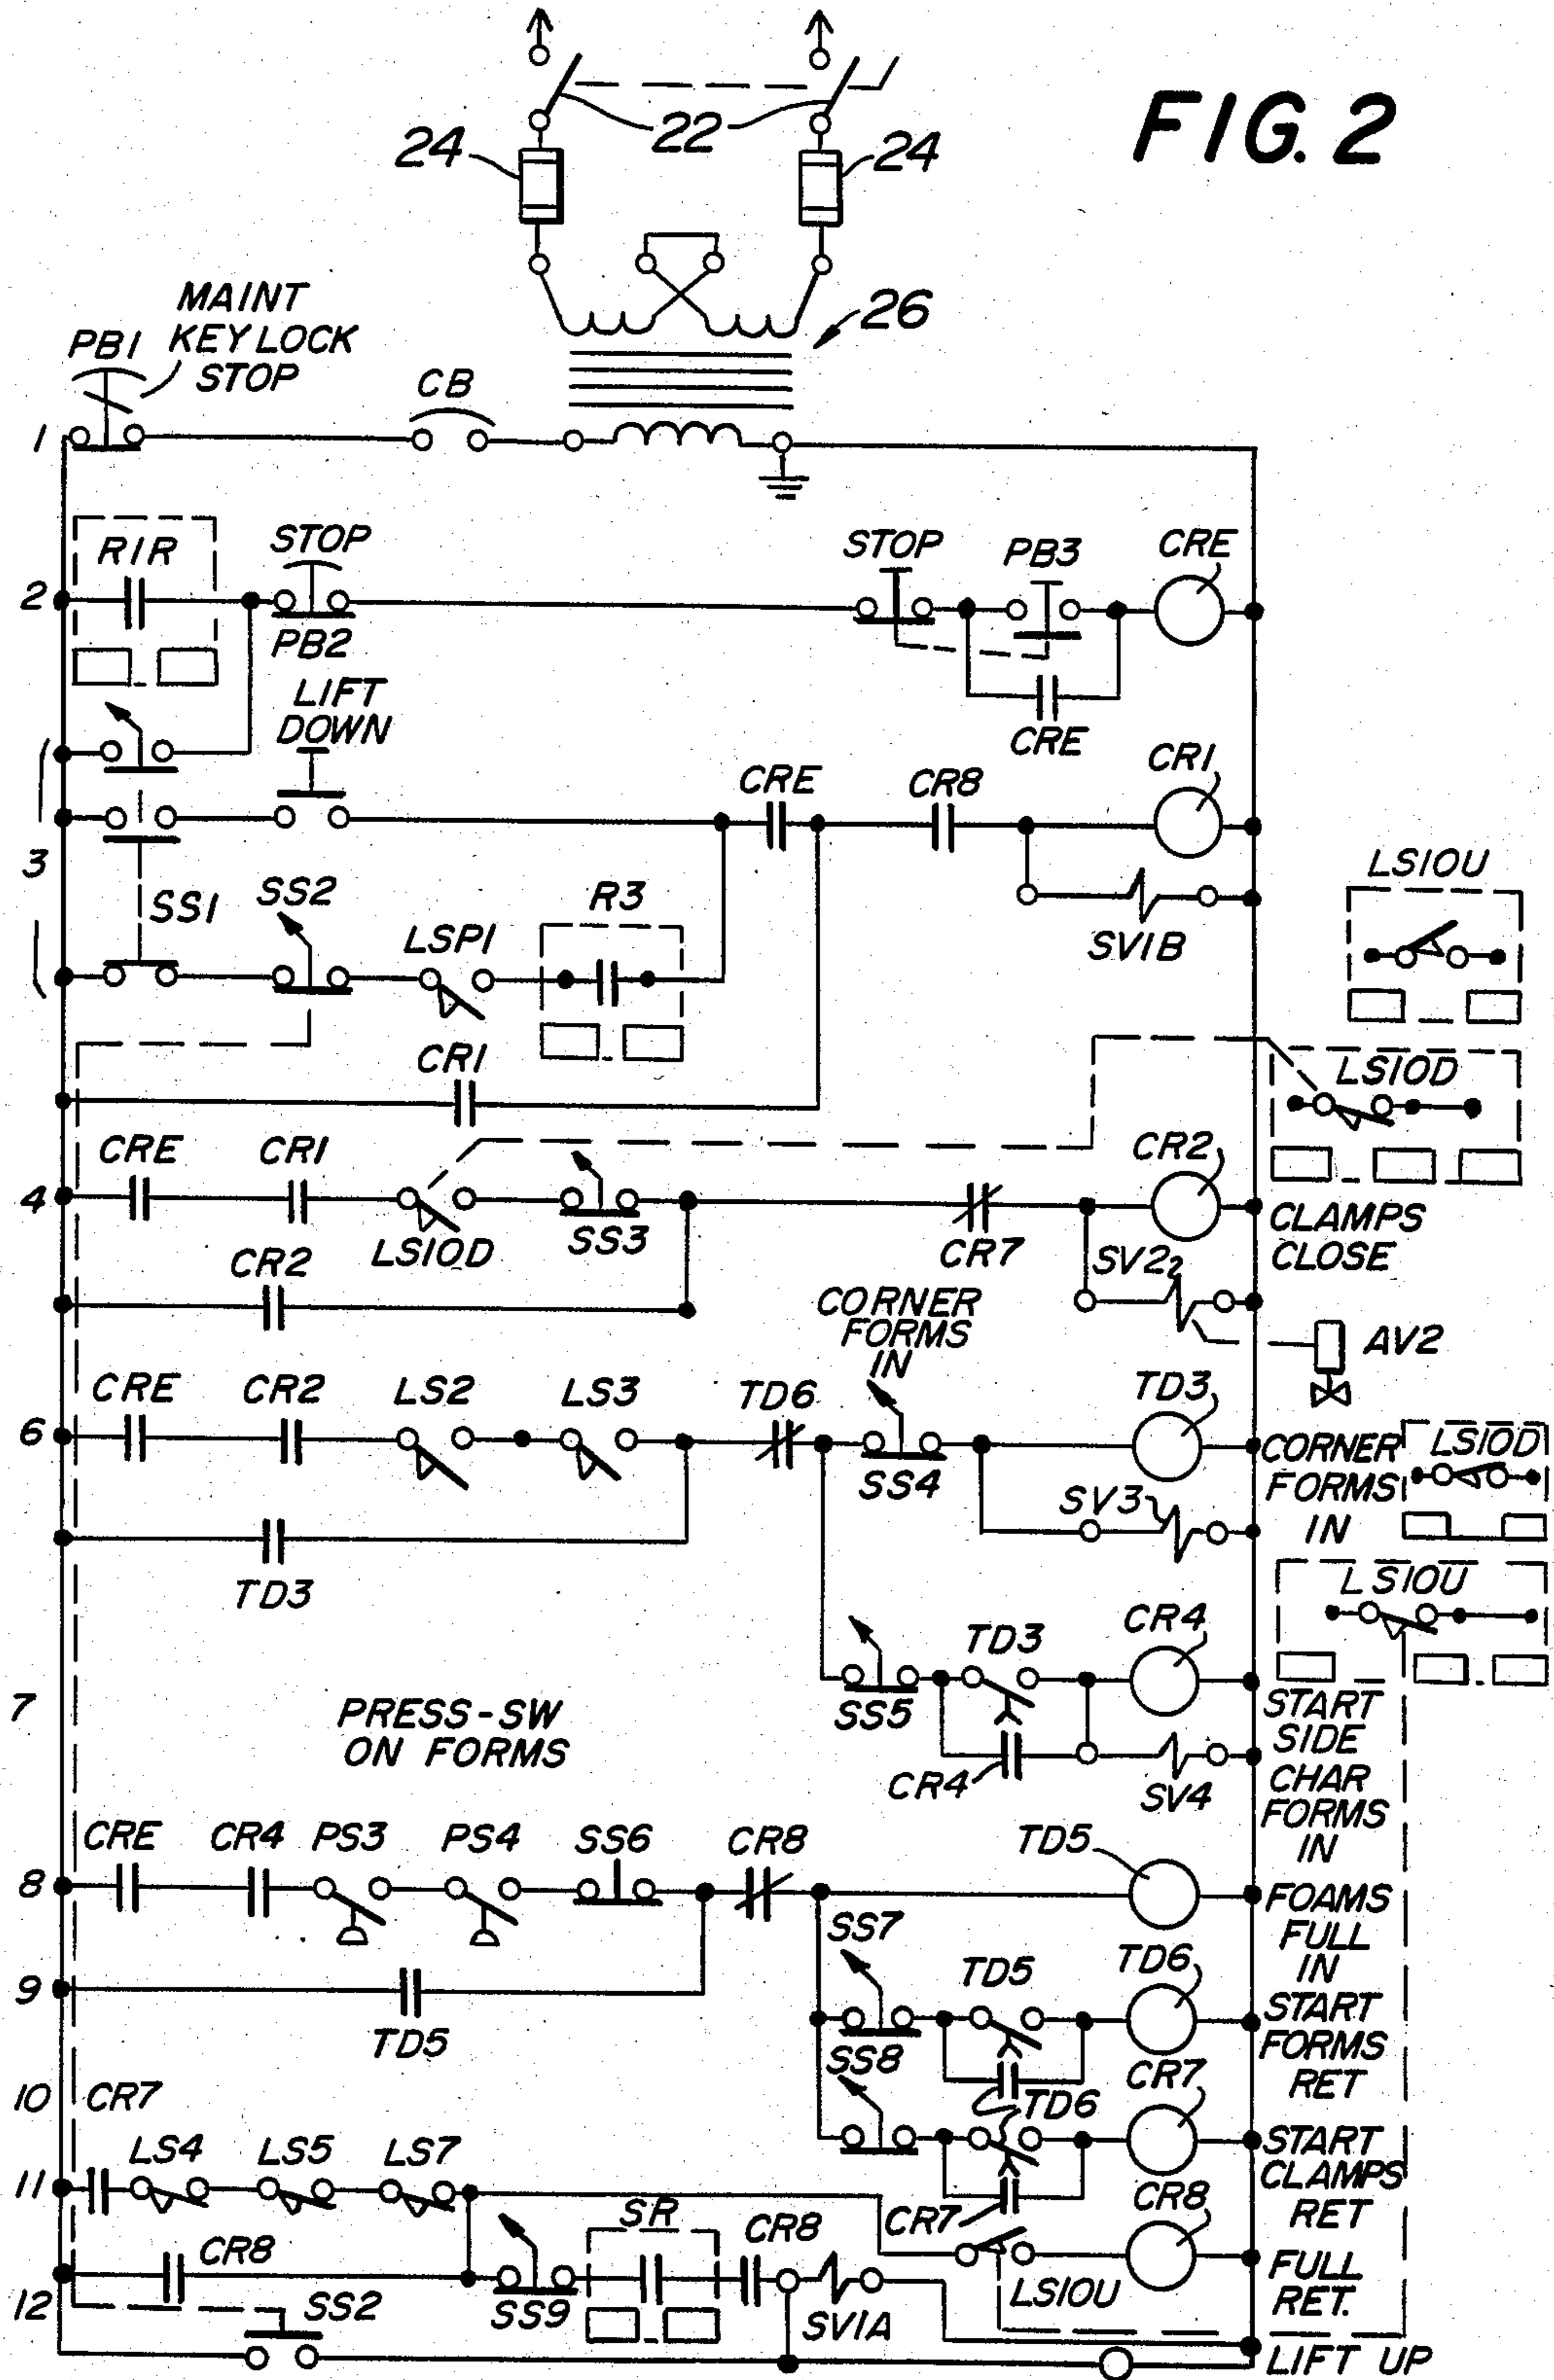 FIG. 2
22
24
24
26
MAINT
KEY LOCK
STOP
PB1
CB
1
R1R
STOP
STOP
PB3
CRE
2
PB2
LIFT
DOWN
CRE
CRE
CR8
CR1
3
SS1
SS2
LSP1
R3
SV1B
LS10U
CR1
LS10D
CRE
CR1
CR2
4
LS10D
SS3
CR7
SV2
CLAMPS
CLOSE
CR2
CORNER
FORMS
IN
AV2
CRE
CR2
LS2
LS3
TD6
TD3
6
SS4
CORNER
FORMS
IN
LS10D
SV3
TD3
LS10U
TD3
CR4
7
PRESS-SW
ON FORMS
SS5
CR4
SV4
START
SIDE
CHAR
FORMS
IN
CRE
CR4
PS3
PS4
SS6
CR8
TD5
8
FOAMS
FULL
IN
SS7
TD5
TD6
9
TD5
START
FORMS
RET
SS8
TD6
CR7
10
CR7
LS4
LS5
LS7
START
CLAMPS
RET
11
SR
CR8
CR7
CR8
CR8
LS10U
FULL
RET.
12
SS2
SS9
SV1A
LIFT UP